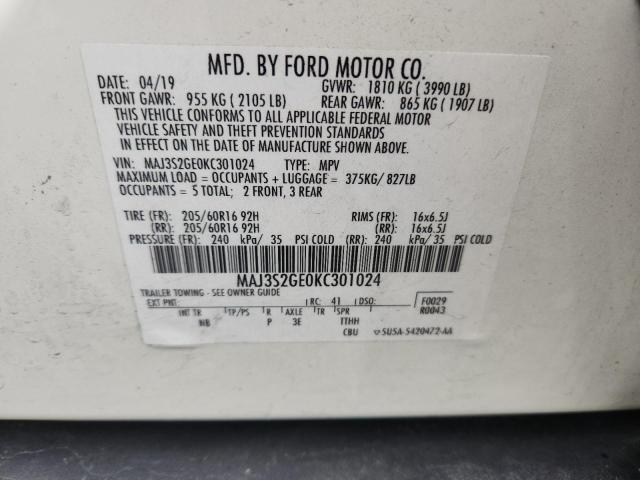 MFD. BY FORD MOTOR CO.
DATE: 04/19 GVWR: 1810 KG ( 3990 LB)
FRONT GAWR: 955 KG ( 2105 LB) REAR GAWR: 865 KG ( 1907 LB)
THIS VEHICLE CONFORMS TO ALL APPLICABLE FEDERAL MOTOR
VEHICLE SAFETY AND THEFT PREVENTION STANDARDS
IN EFFECT ON THE DATE OF MANUFACTURE SHOWN ABOVE.
VIN: MAJ3S2GE0KC301024 TYPE: MPV
MAXIMUM LOAD = OCCUPANTS + LUGGAGE = 375KG/ 827LB
OCCUPANTS = 5 TOTAL; 2 FRONT, 3 REAR
TIRE (FR): 205/60R16 92H RIMS (FR): 16x6.5J
(RR): 205/60R16 92H (RR): 16x6.5J
PRESSURE (FR): 240 kPa/ 35 PSI COLD (RR): 240 kPa/ 35 PSI COLD
MAJ3S2GE0KC301024
TRAILER TOWING - SEE OWNER GUIDE
EXT PNT: RC: 41 DSO: F0029
R0043
INT TR TP/PS R AXLE TR SPR
NB P 3E TTHH
CBU 5U5A-5420472-AA